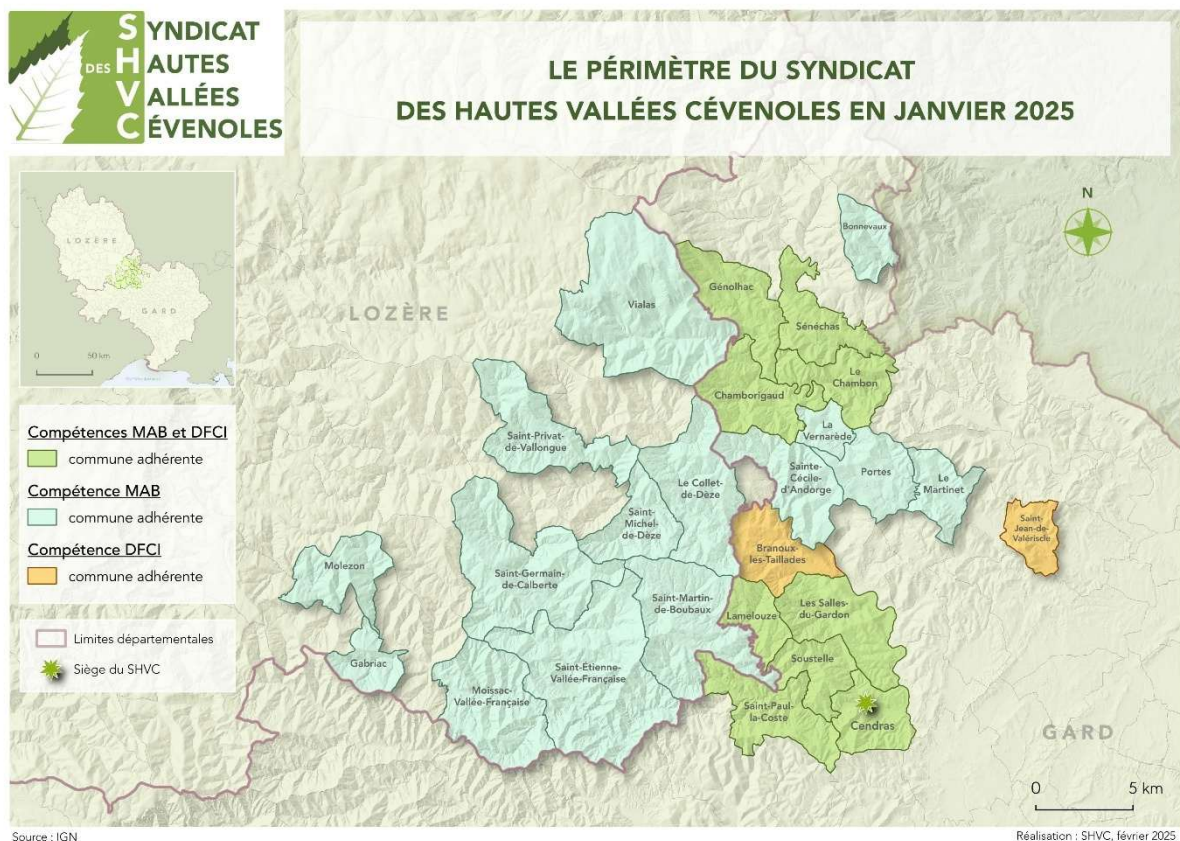 SYNDICAT
DES HAUTES
VALLÉES
CÉVENOLES
LE PÉRIMÈTRE DU SYNDICAT
DES HAUTES VALLÉES CÉVENOLES EN JANVIER 2025
LOZÈRE
GARD
0 50 km
Compétences MAB et DFCI
commune adhérente
Compétence MAB
commune adhérente
Compétence DFCI
commune adhérente
Limites départementales
Siège du SHVC
N
LOZÈRE
Bonnevaux
Vialas
Génolhac
Sénéchas
Le
Chambon
Chamborigaud
La
Vernarède
Saint-Privat-
de-Vallongue
Le Collet-
de-Dèze
Sainte-
Cécile-
d'Andorge
Portes
Le
Martinet
Saint-
Michel-
de-Dèze
Saint-
Jean-de-
Valériscle
Branoux-
les-Taillades
Molezon
Saint-Germain-
de-Calberte
Saint-Martin-
de-Boubaux
Lamelouze
Les Salles-
du-Gardon
Gabriac
Saint-Étienne-
Vallée-Française
Soustelle
Moissac-
Vallée-Française
Saint-Paul-
la-Coste
Cendras
GARD
0 5 km
Source : IGN
Réalisation : SHVC, février 2025